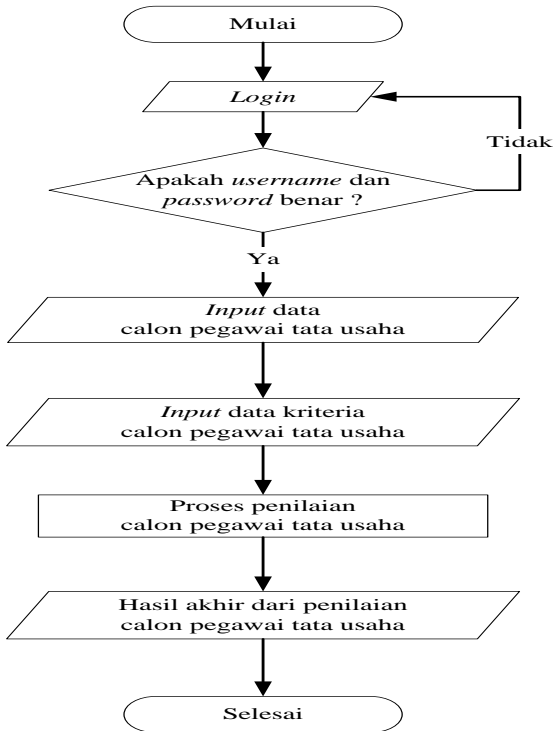 Mulai
Login
Tidak
Apakah username dan
password benar ?
Ya
Input data
calon pegawai tata usaha
Input data kriteria
calon pegawai tata usaha
Proses penilaian
calon pegawai tata usaha
Hasil akhir dari penilaian
calon pegawai tata usaha
Selesai